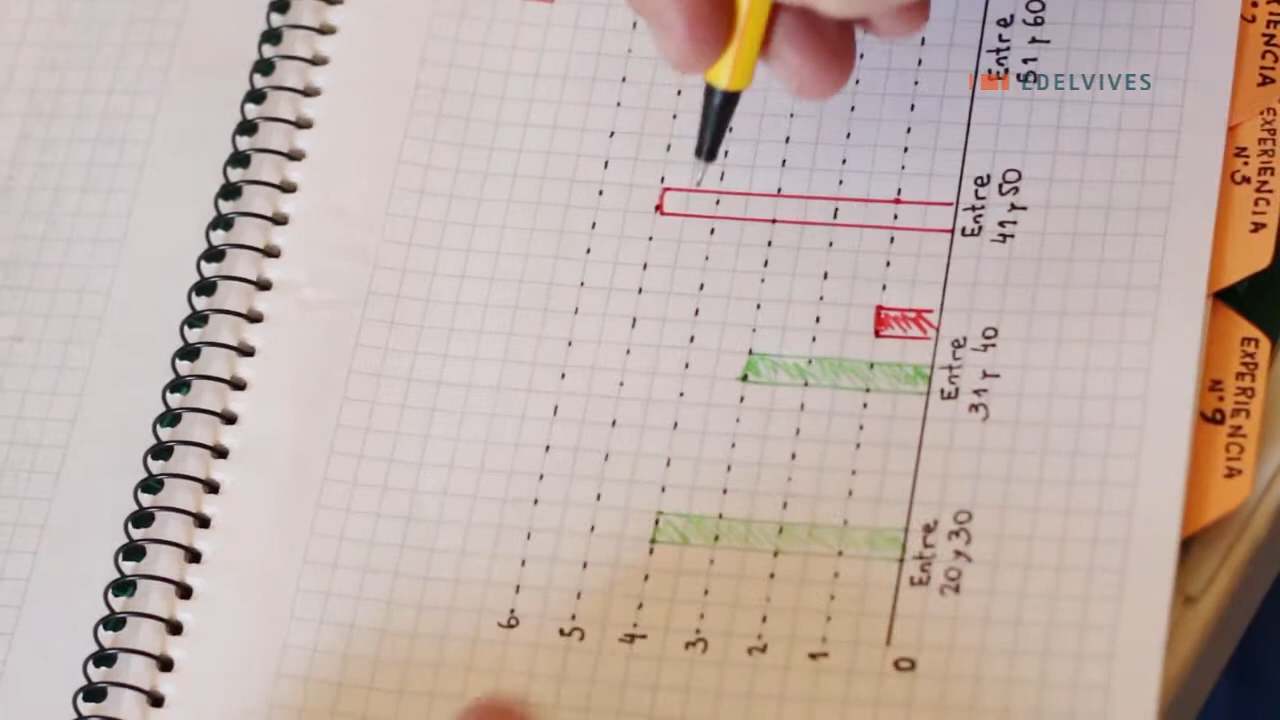 6
5
4
3
2
1
0
Entre
20 y 30
Entre
31 y 40
Entre
41 y 50
Entre
51 y 60
EDELVIVES
EXPERIENCIA
N.º 3
EXPERIENCIA
N.º 9